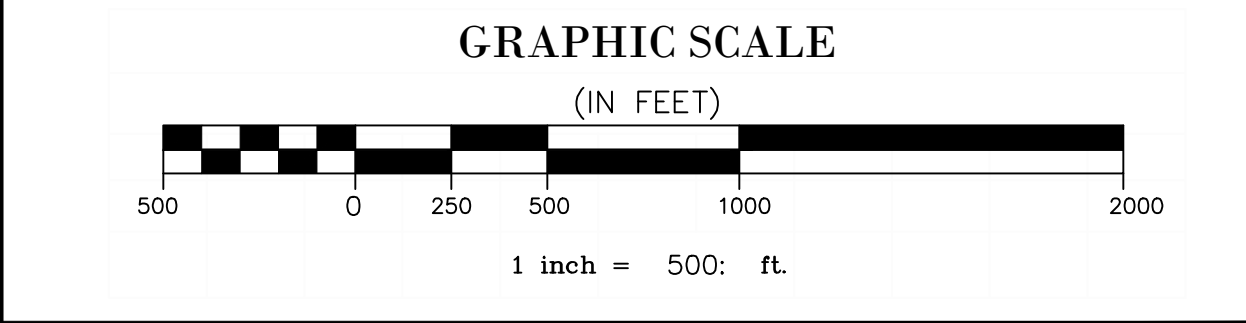 GRAPHIC SCALE
(IN FEET)
500 0 250 500 1000 2000
1 inch = 500: ft.